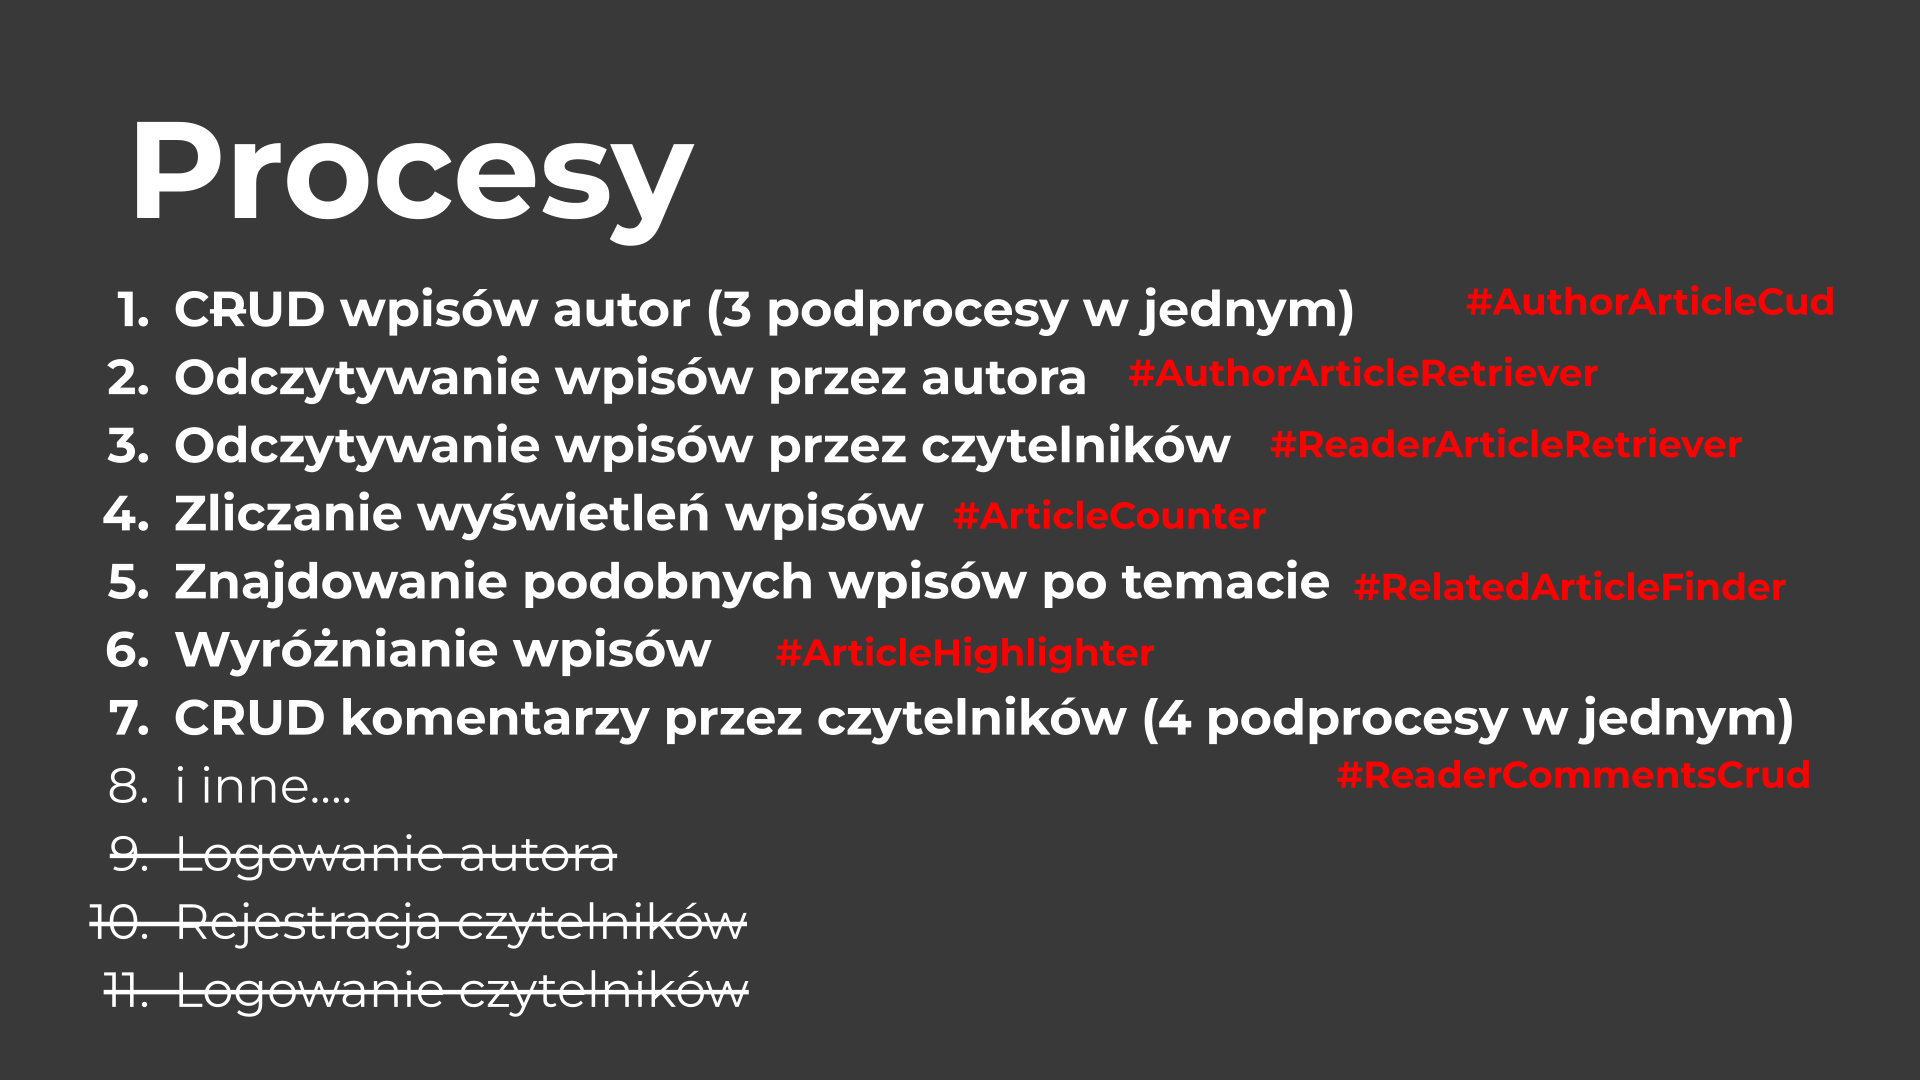 Procesy
1. CRUD wpisów autor (3 podprocesy w jednym) #AuthorArticleCud
2. Odczytywanie wpisów przez autora #AuthorArticleRetriever
3. Odczytywanie wpisów przez czytelników #ReaderArticleRetriever
4. Zliczanie wyświetleń wpisów #ArticleCounter
5. Znajdowanie podobnych wpisów po temacie #RelatedArticleFinder
6. Wyróżnianie wpisów #ArticleHighlighter
7. CRUD komentarzy przez czytelników (4 podprocesy w jednym)
#ReaderCommentsCrud
8. i inne....
9. Logowanie autora
10. Rejestracja czytelników
11. Logowanie czytelników